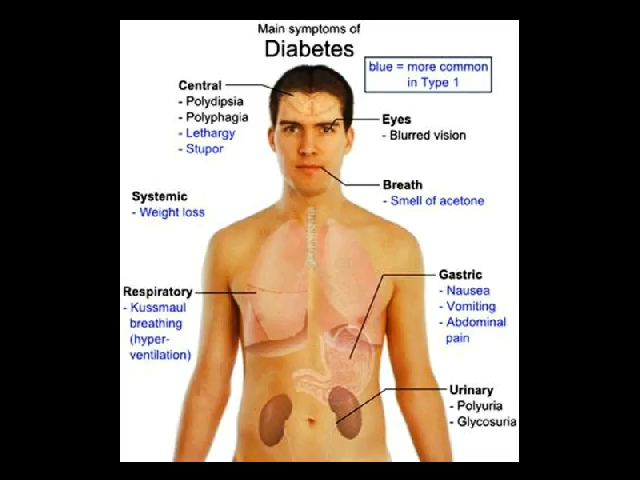 Main symptoms of
Diabetes
blue = more common
in Type 1
Central
- Polydipsia
- Polyphagia
- Lethargy
- Stupor
Eyes
- Blurred vision
Breath
- Smell of acetone
Systemic
- Weight loss
Respiratory
- Kussmaul
breathing
(hyper-
ventilation)
Gastric
- Nausea
- Vomiting
- Abdominal
pain
Urinary
- Polyuria
- Glycosuria